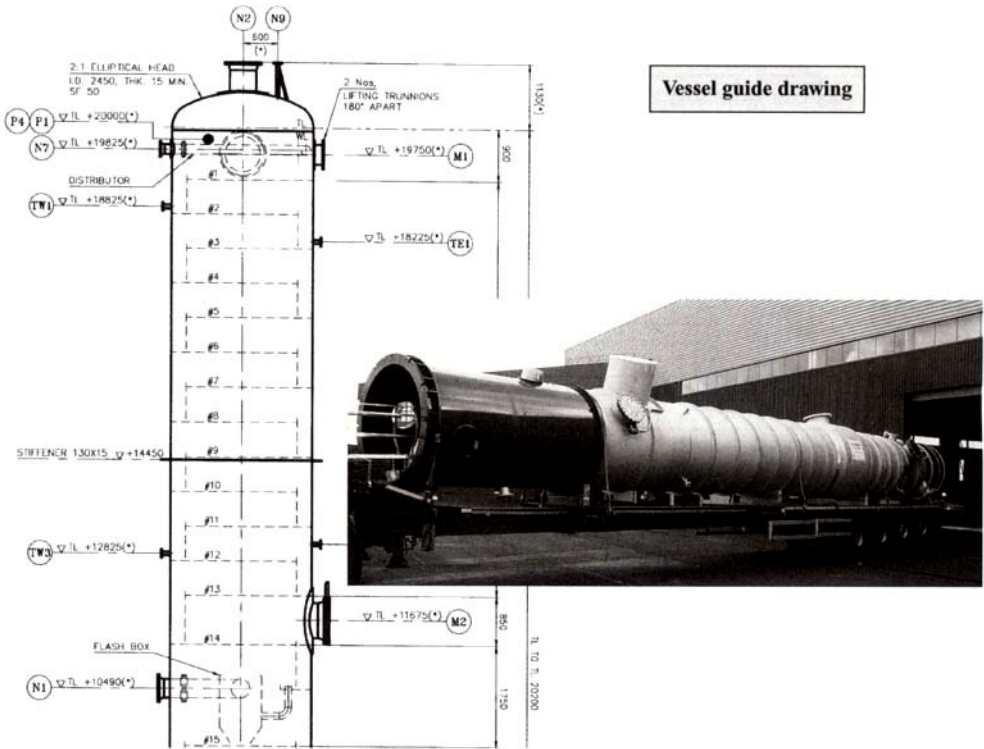 N2 N9
600
(*)
2:1 ELLIPTICAL HEAD
I.D. 2450, THK. 15 MIN.
SF 50
2 Nos.
LIFTING TRUNNIONS
180° APART
1130(*)
Vessel guide drawing
P4 P1 TL +20000(*)
TL
WL
N7 TL +19825(*)
TL +19750(*) M1
900
DISTRIBUTOR
#1
TW1 TL +18825(*)
#2
#3
TL +18225(*) TE1
#4
#5
#6
#7
#8
STIFFENER 130X15 +14450
#9
#10
#11
TW3 TL +12825(*)
#12
#13
TL +11675(*) M2
850
#14
FLASH BOX
TL TO TL 20200
N1 TL +10490(*)
1750
#15